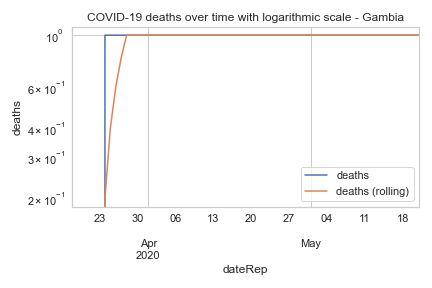 COVID-19 deaths over time with logarithmic scale - Gambia
10⁰
6 × 10⁻¹
4 × 10⁻¹
3 × 10⁻¹
2 × 10⁻¹
deaths
deaths
deaths (rolling)
23 30 06 13 20 27 04 11 18
Apr May
2020
dateRep